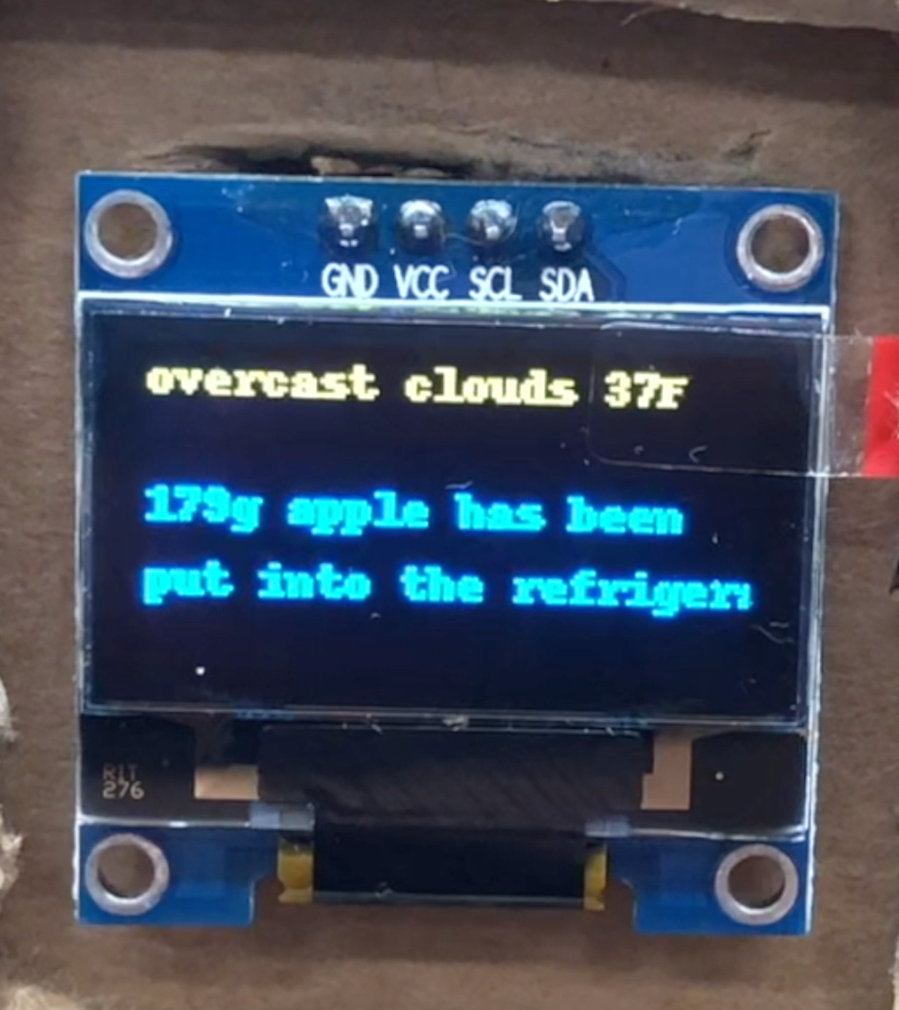 GND VCC SCL SDA
overcast clouds 37F
179g apple has been
put into the refriger
RIT
276